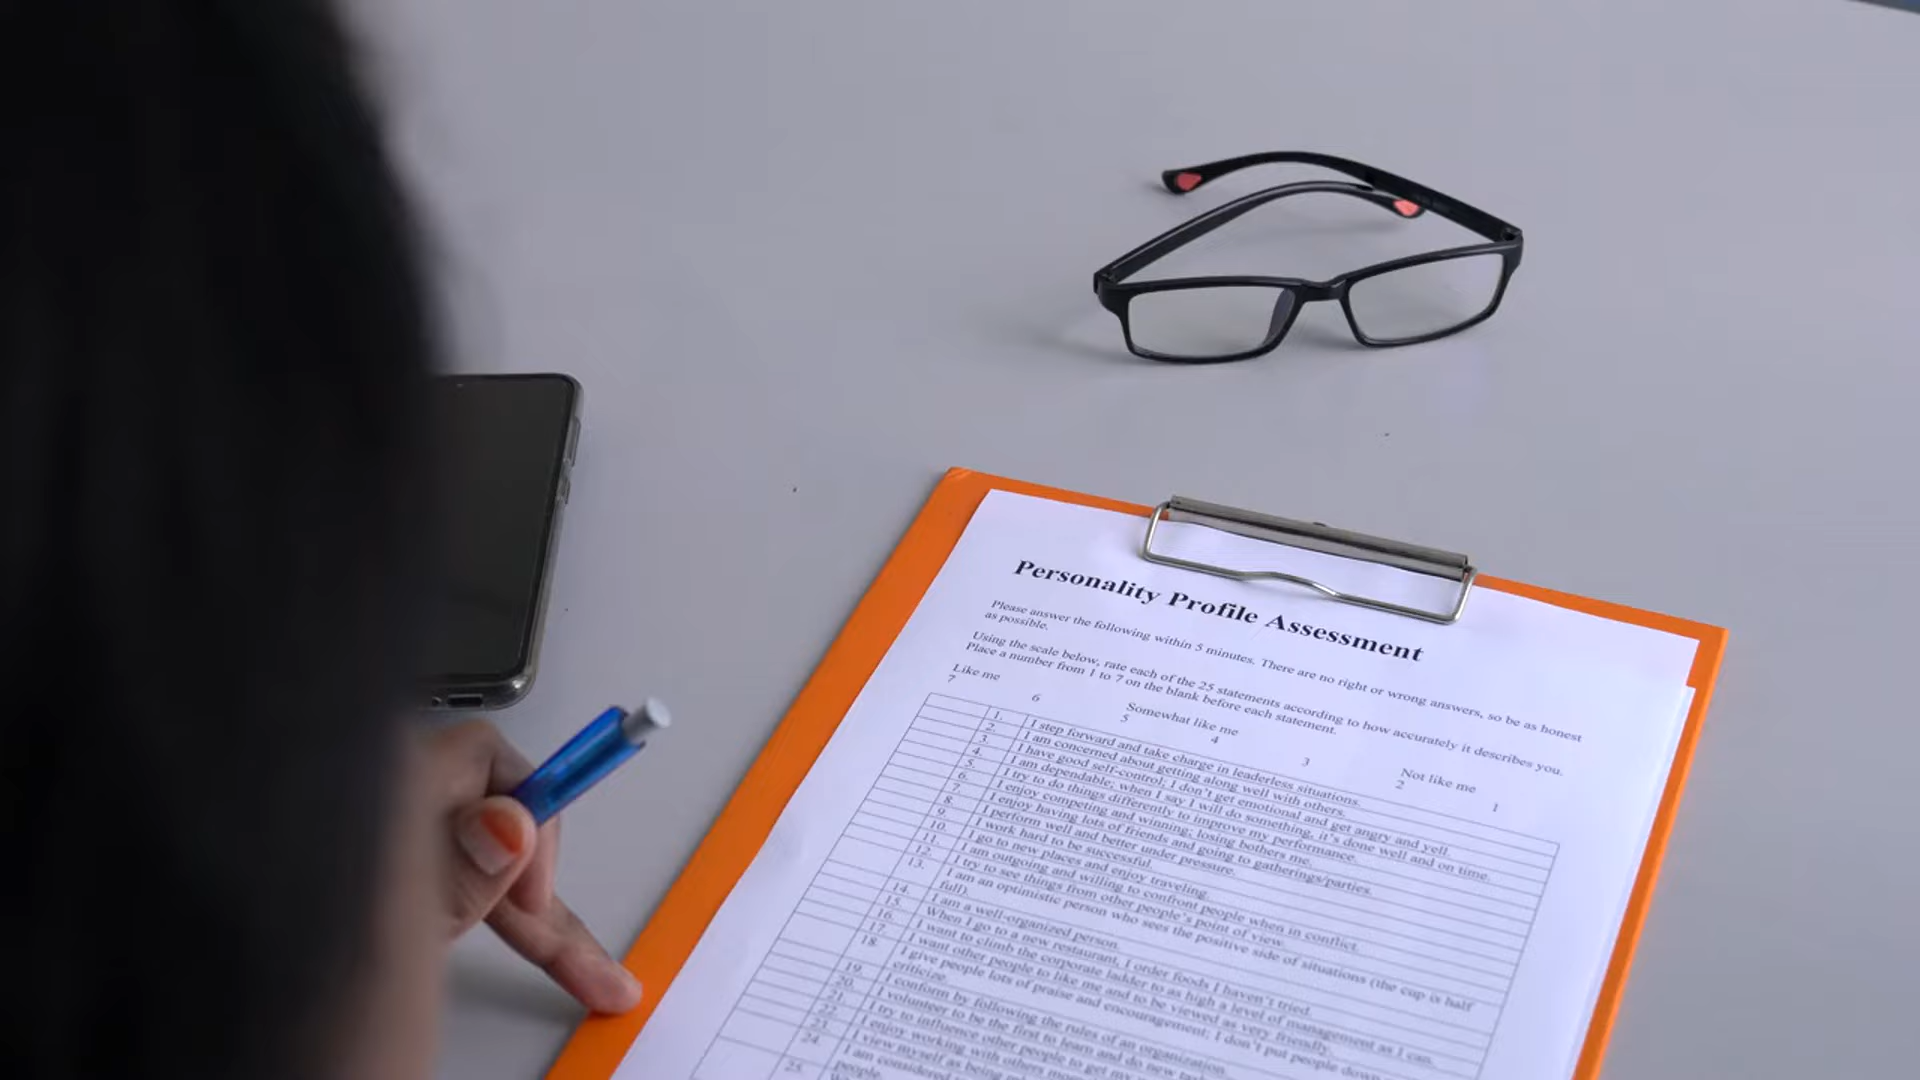 Personality Profile Assessment
Please answer the following within 5 minutes. There are no right or wrong answers, so be as honest
as possible.
Using the scale below, rate each of the 25 statements according to how accurately it describes you.
Place a number from 1 to 7 on the blank before each statement.
Like me Somewhat like me Not like me
7 6 5 4 3 2 1
1. I step forward and take charge in leaderless situations.
2. I am concerned about getting along well with others.
3. I have good self-control; I don't get emotional and get angry and yell.
4. I am dependable; when I say I will do something, it's done well and on time.
5. I try to do things differently to improve my performance.
6. I enjoy competing and winning; losing bothers me.
7. I enjoy having lots of friends and going to gatherings/parties.
8. I perform well and better under pressure.
9. I work hard to be successful.
10. I go to new places and enjoy traveling.
11. I am outgoing and willing to confront people when in conflict.
12. I try to see things from other people's point of view.
13. I am an optimistic person who sees the positive side of situations (the cup is half
full).
14. I am a well-organized person.
15. When I go to a new restaurant, I order foods I haven't tried.
16. I want to climb the corporate ladder to as high a level of management as I can.
17. I want other people to like me and to be viewed as very friendly.
18. I give people lots of praise and encouragement; I don't put people down
criticize.
19. I conform by following the rules of an organization.
20. I volunteer to be the first to learn and do new
21. I try to influence other people to get my
22. I enjoy working with others more
23. I view myself as being
24. I am considered
people.
25.